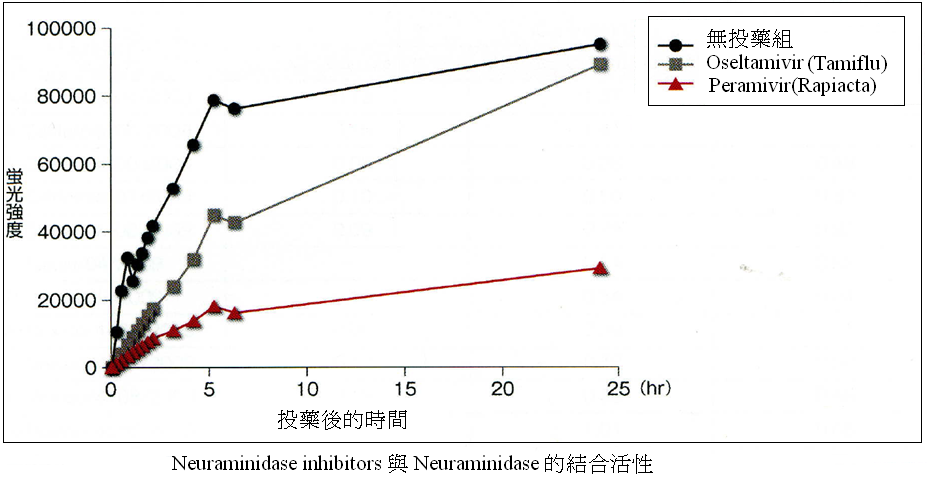 100000
80000
60000
40000
20000
0
螢光強度
0 5 10 15 20 25 (hr)
投藥後的時間
無投藥組
Oseltamivir (Tamiflu)
Peramivir(Rapiacta)
Neuraminidase inhibitors 與 Neuraminidase 的結合活性